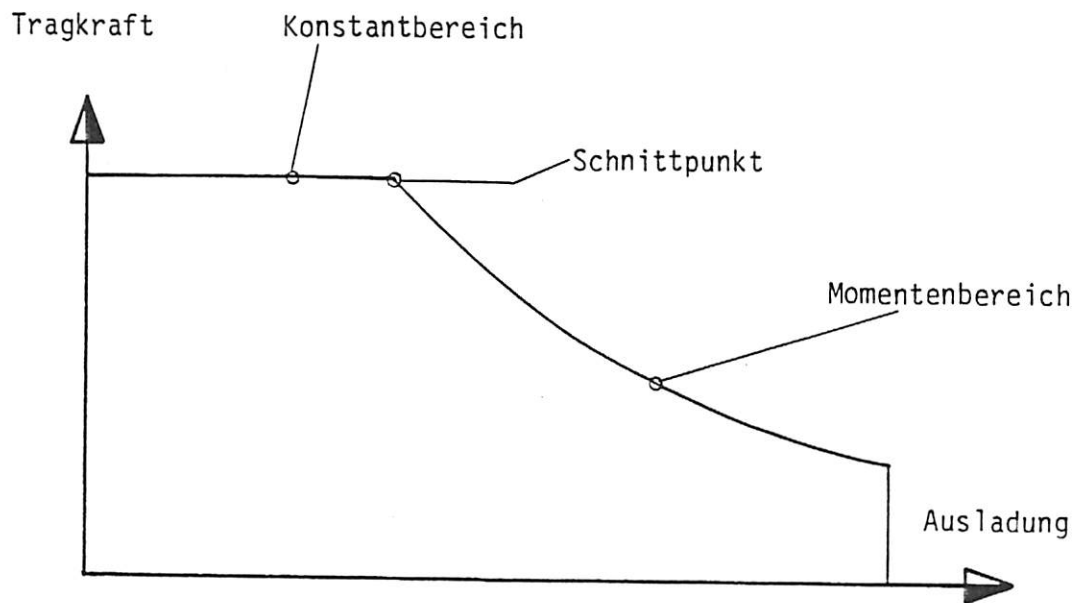 Tragkraft
Konstantbereich
Schnittpunkt
Momentenbereich
Ausladung